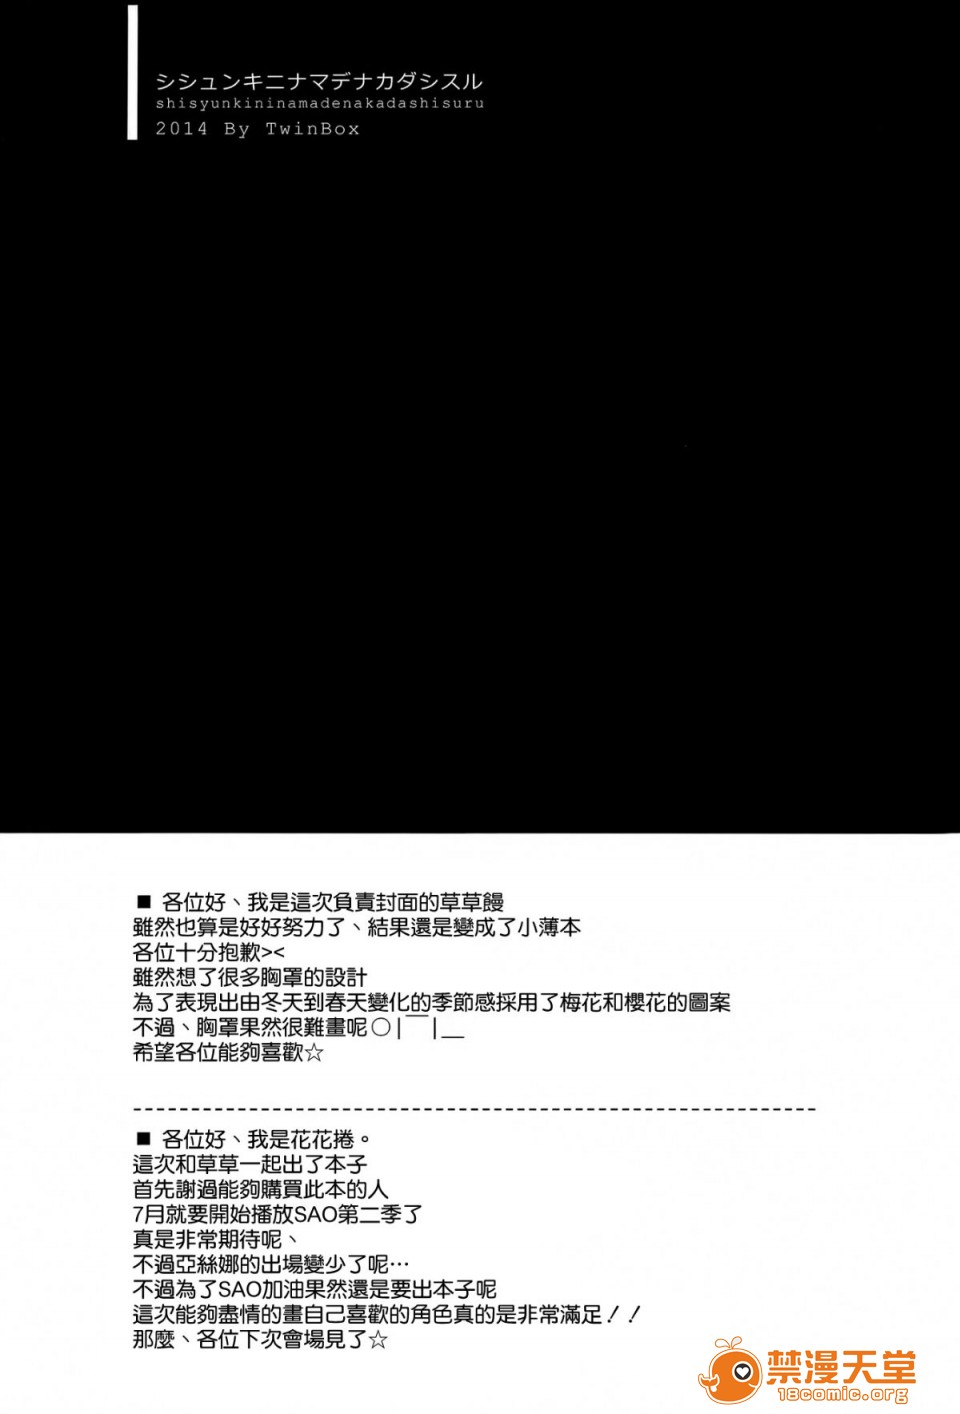 シシュンキニナマデナカダシスル
shisyunkininamadenakadashisuru
2014 By TwinBox
■ 各位好、我是這次負責封面的草草饅
雖然也算是好好努力了、結果還是變成了小薄本
各位十分抱歉><
雖然想了很多胸罩的設計
為了表現出由冬天到春天變化的季節感採用了梅花和櫻花的圖案
不過、胸罩果然很難畫呢○|￣|＿
希望各位能夠喜歡☆
-----------------------------------------------------------
■ 各位好、我是花花捲。
這次和草草一起出了本子
首先謝過能夠購買此本的人
7月就要開始播放SAO第二季了
真是非常期待呢、
不過亞絲娜的出場變少了呢…
不過為了SAO加油果然還是要出本子呢
這次能夠盡情的畫自己喜歡的角色真的是非常滿足！！
那麼、各位下次會場見了☆
禁漫天堂
18comic.org